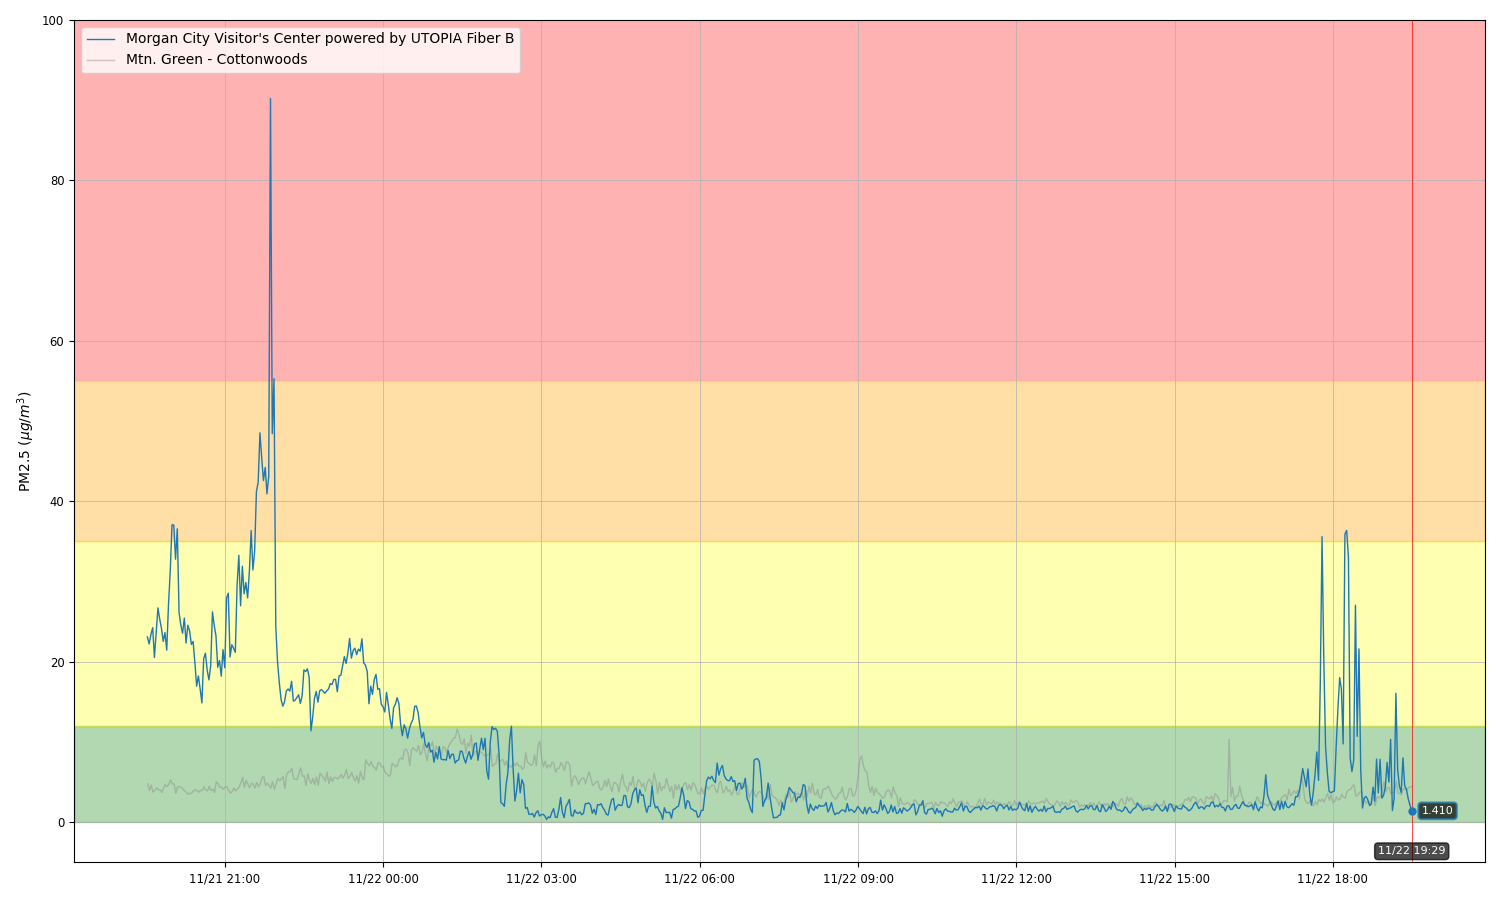 Morgan City Visitor's Center powered by UTOPIA Fiber B
Mtn. Green - Cottonwoods
100
80
60
40
20
0
PM2.5 (μg/m³)
1.410
11/22 19:29
11/21 21:00 11/22 00:00 11/22 03:00 11/22 06:00 11/22 09:00 11/22 12:00 11/22 15:00 11/22 18:00